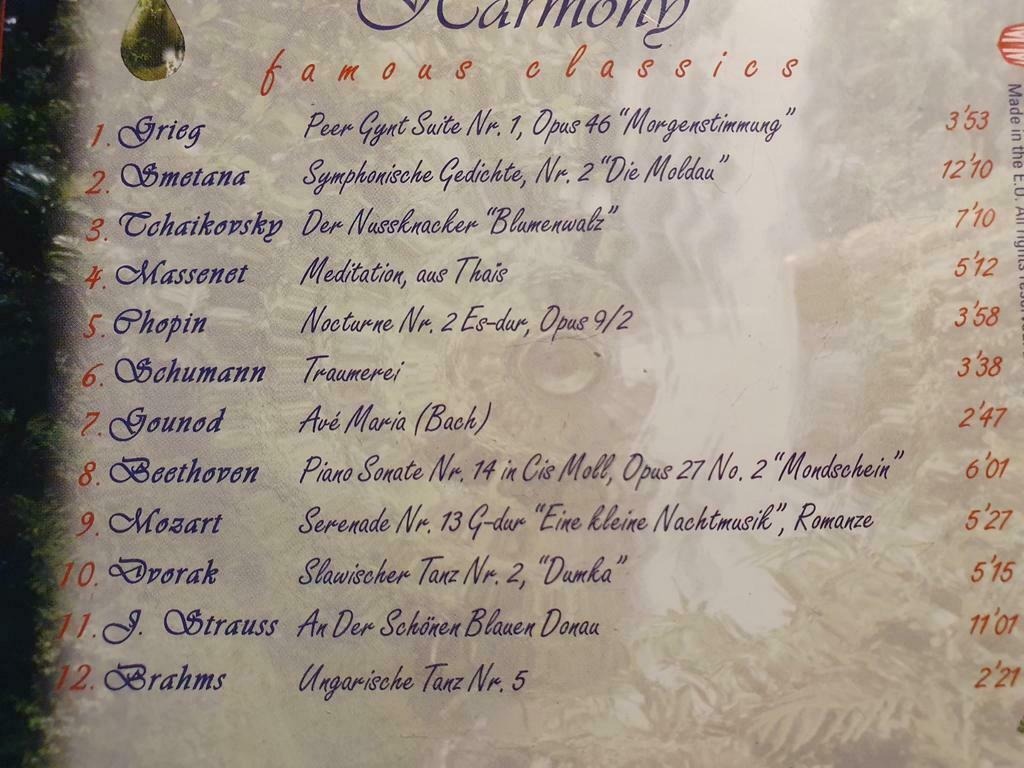 Harmony
famous classics
1. Grieg Peer Gynt Suite Nr. 1, Opus 46 "Morgenstimmung" 3'53
2. Smetana Symphonische Gedichte, Nr. 2 "Die Moldau" 12'10
3. Tchaikovsky Der Nussknacker "Blumenwalz" 7'10
4. Massenet Meditation, aus Thaïs 5'12
5. Chopin Nocturne Nr. 2 Es-dur, Opus 9/2 3'58
6. Schumann Traumerei 3'38
7. Gounod Avé Maria (Bach) 2'47
8. Beethoven Piano Sonate Nr. 14 in Cis Moll, Opus 27 No. 2 "Mondschein" 6'01
9. Mozart Serenade Nr. 13 G-dur "Eine kleine Nachtmusik", Romanze 5'27
10. Dvorak Slawischer Tanz Nr. 2, "Dumka" 5'15
11. J. Strauss An Der Schönen Blauen Donau 11'01
12. Brahms Ungarische Tanz Nr. 5 2'21
Made in the E.U. All rights